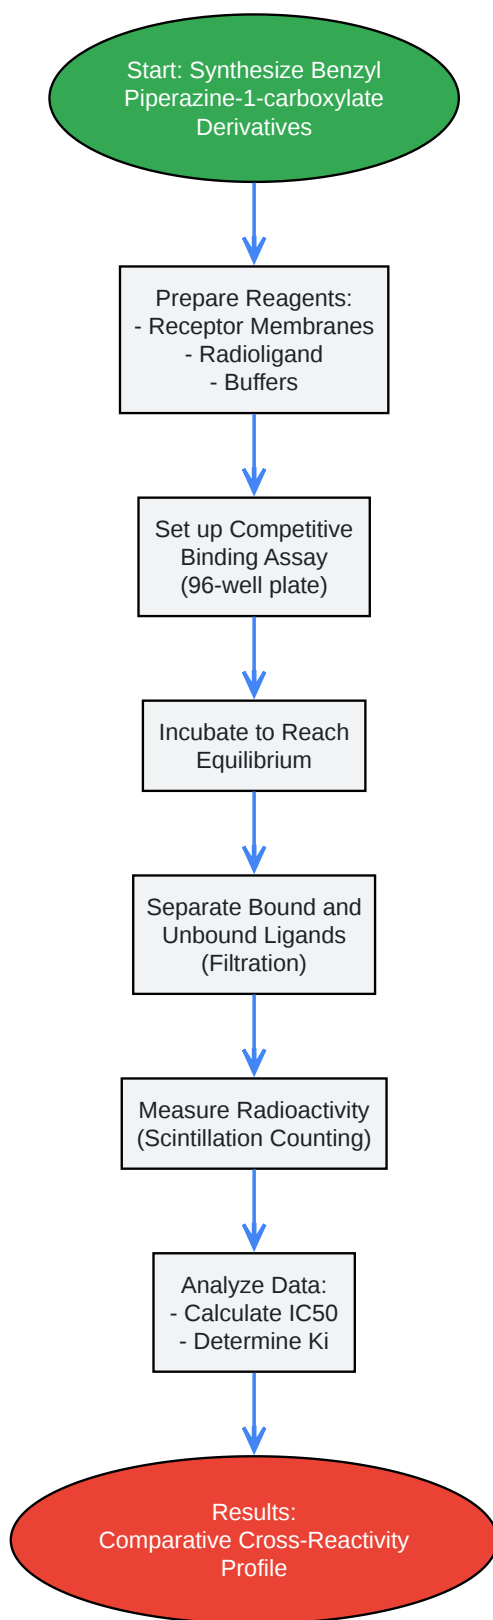 Start: Synthesize Benzyl
Piperazine-1-carboxylate
Derivatives
Prepare Reagents:
- Receptor Membranes
- Radioligand
- Buffers
Set up Competitive
Binding Assay
(96-well plate)
Incubate to Reach
Equilibrium
Separate Bound and
Unbound Ligands
(Filtration)
Measure Radioactivity
(Scintillation Counting)
Analyze Data:
- Calculate IC50
- Determine Ki
Results:
Comparative Cross-Reactivity
Profile